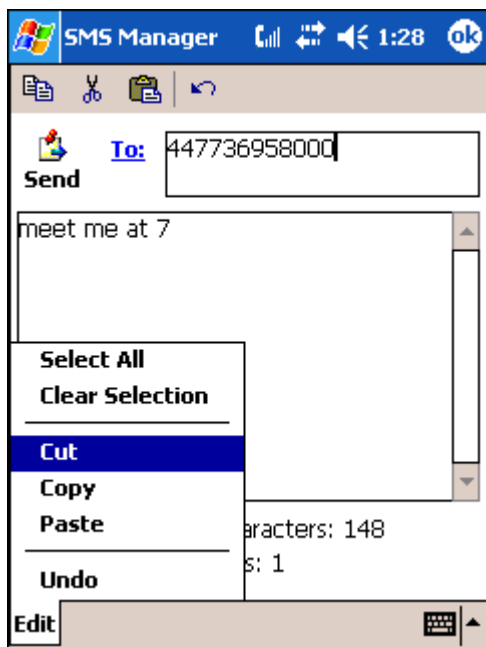 SMS Manager 1:28 ok
Send To: 447736958000
meet me at 7
Select All
Clear Selection
Cut
Copy
Paste
aracters: 148
Undo
s: 1
Edit